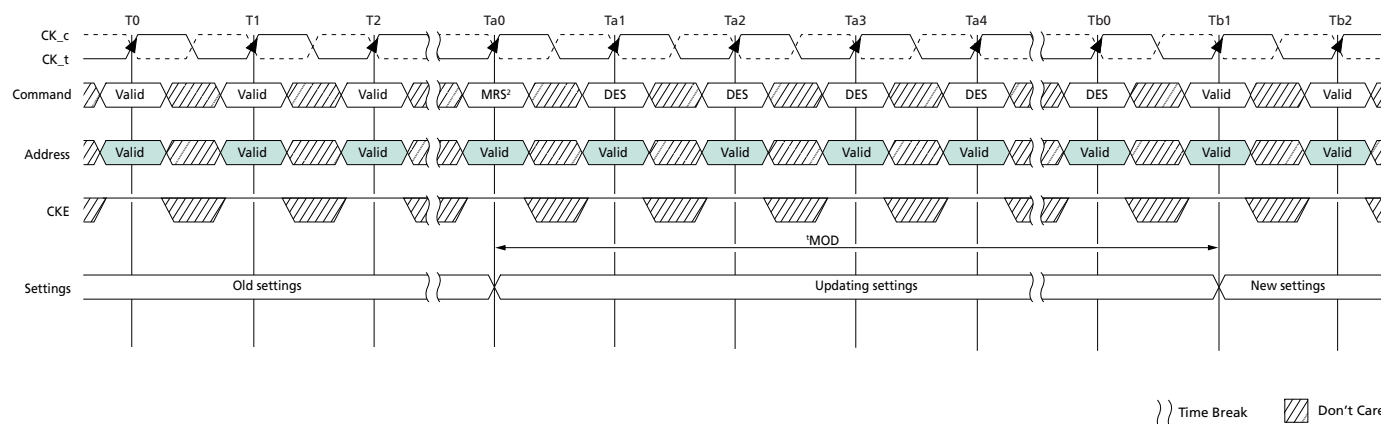 T0 T1 T2 Ta0 Ta1 Ta2 Ta3 Ta4 Tb0 Tb1 Tb2
CK_c
CK_t
Command Valid Valid Valid MRS² DES DES DES DES DES Valid Valid
Address Valid Valid Valid Valid Valid Valid Valid Valid Valid Valid Valid
CKE
ᵗMOD
Settings Old settings Updating settings New settings
Time Break Don't Care